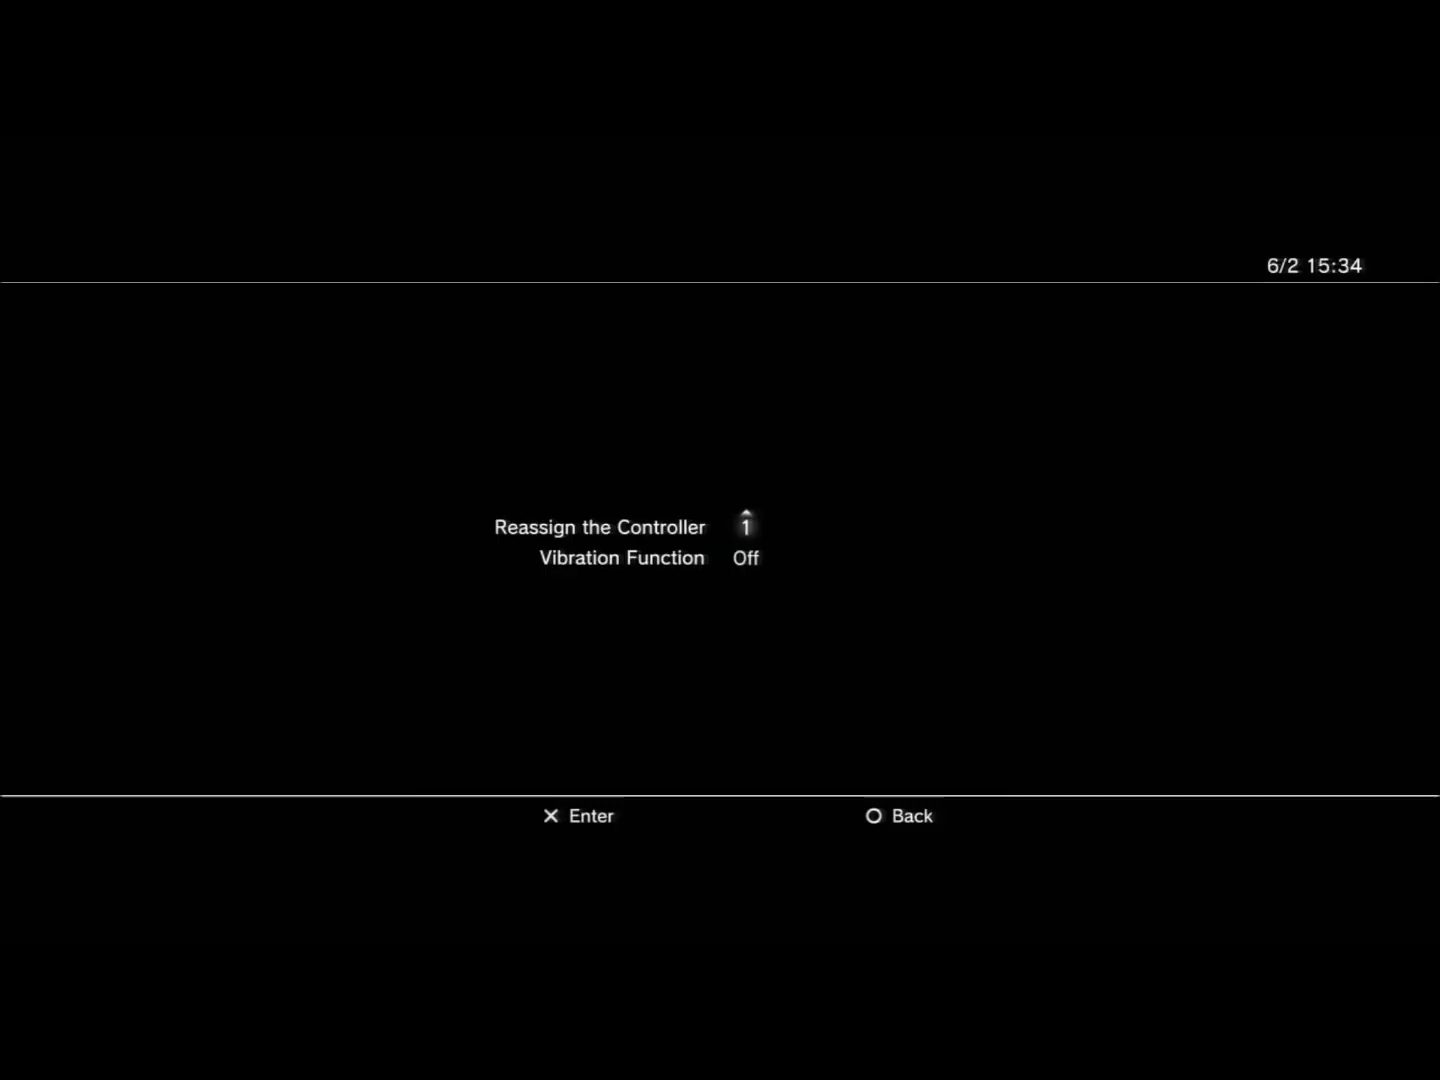 6/2 15:34
Reassign the Controller 1
Vibration Function Off
Enter Back